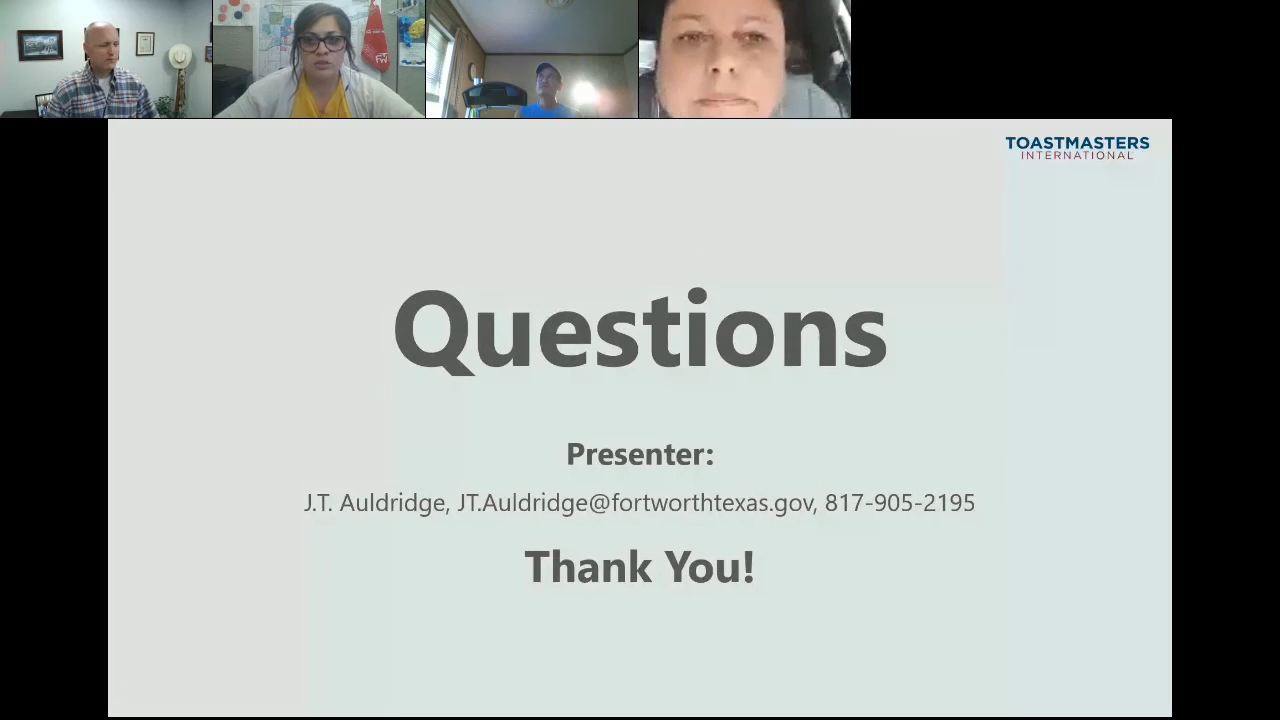 TOASTMASTERS
INTERNATIONAL
Questions
Presenter:
J.T. Auldridge, JT.Auldridge@fortworthtexas.gov, 817-905-2195
Thank You!